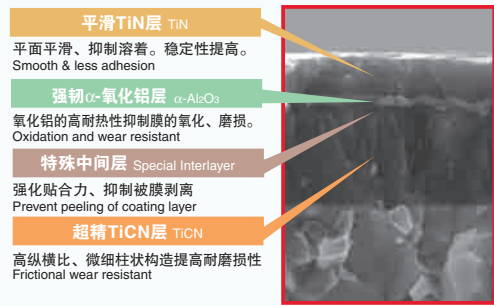 平滑TiN层 TiN
平面平滑、抑制溶着。稳定性提高。
Smooth & less adhesion
强韧α-氧化铝层 α-Al₂O₃
氧化铝的高耐热性抑制膜的氧化、磨损。
Oxidation and wear resistant
特殊中间层 Special Interlayer
强化贴合力、抑制被膜剥离
Prevent peeling of coating layer
超精TiCN层 TiCN
高纵横比、微细柱状构造提高耐磨损性
Frictional wear resistant